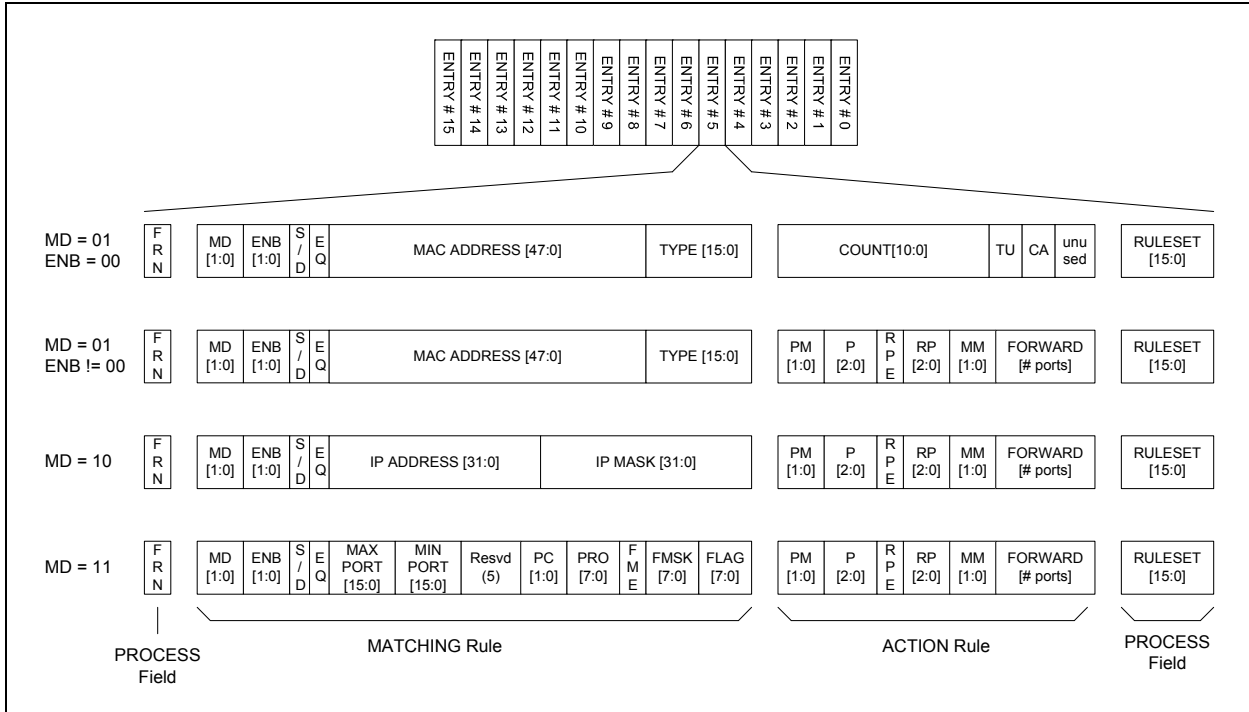 ENTRY # 15
ENTRY # 14
ENTRY # 13
ENTRY # 12
ENTRY # 11
ENTRY # 10
ENTRY # 9
ENTRY # 8
ENTRY # 7
ENTRY # 6
ENTRY # 5
ENTRY # 4
ENTRY # 3
ENTRY # 2
ENTRY # 1
ENTRY # 0
MD = 01
ENB = 00
F
R
N
MD
[1:0]
ENB
[1:0]
S
/
D
E
Q
MAC ADDRESS [47:0]
TYPE [15:0]
COUNT[10:0]
TU
CA
unu
sed
RULESET
[15:0]
MD = 01
ENB != 00
F
R
N
MD
[1:0]
ENB
[1:0]
S
/
D
E
Q
MAC ADDRESS [47:0]
TYPE [15:0]
PM
[1:0]
P
[2:0]
R
P
E
RP
[2:0]
MM
[1:0]
FORWARD
[# ports]
RULESET
[15:0]
MD = 10
F
R
N
MD
[1:0]
ENB
[1:0]
S
/
D
E
Q
IP ADDRESS [31:0]
IP MASK [31:0]
PM
[1:0]
P
[2:0]
R
P
E
RP
[2:0]
MM
[1:0]
FORWARD
[# ports]
RULESET
[15:0]
MD = 11
F
R
N
MD
[1:0]
ENB
[1:0]
S
/
D
E
Q
MAX
PORT
[15:0]
MIN
PORT
[15:0]
Resvd
(5)
PC
[1:0]
PRO
[7:0]
F
M
E
FMSK
[7:0]
FLAG
[7:0]
PM
[1:0]
P
[2:0]
R
P
E
RP
[2:0]
MM
[1:0]
FORWARD
[# ports]
RULESET
[15:0]
PROCESS
Field
MATCHING Rule
ACTION Rule
PROCESS
Field